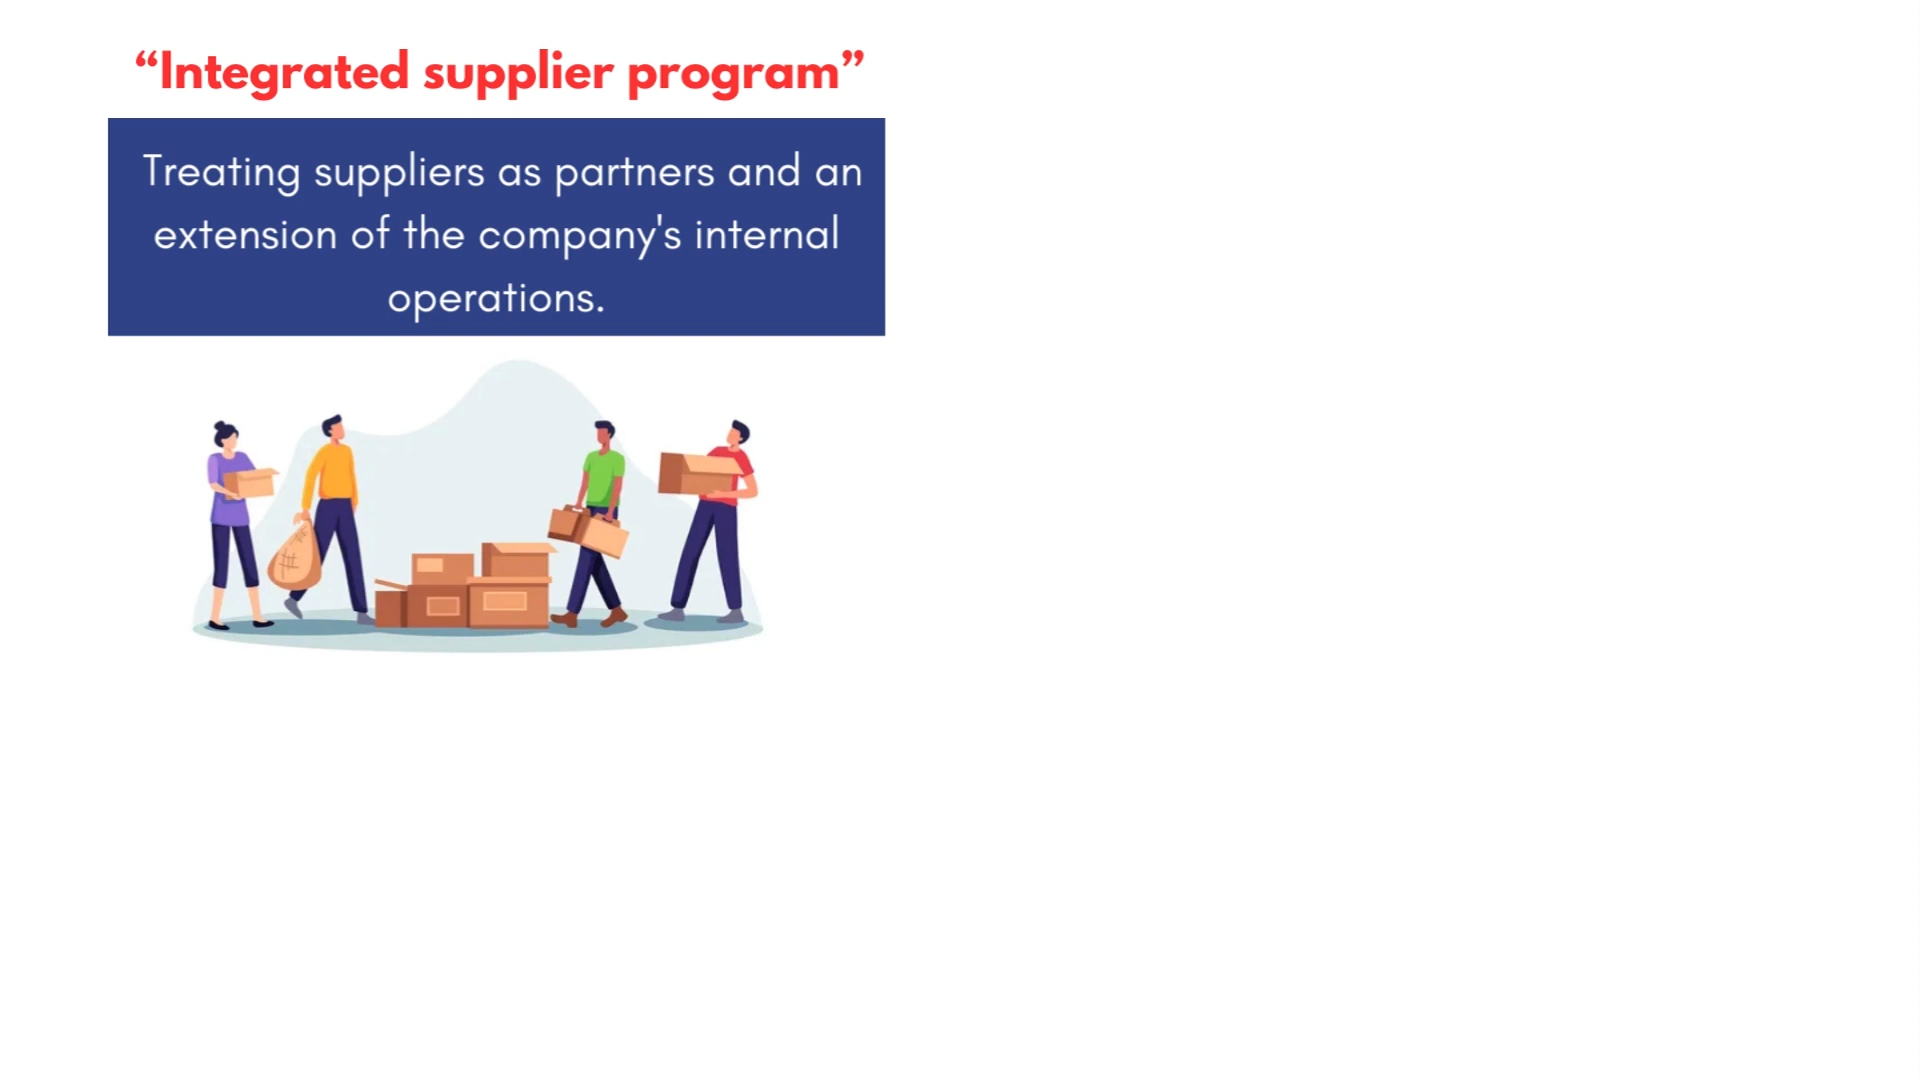 “Integrated supplier program”
Treating suppliers as partners and an
extension of the company's internal
operations.